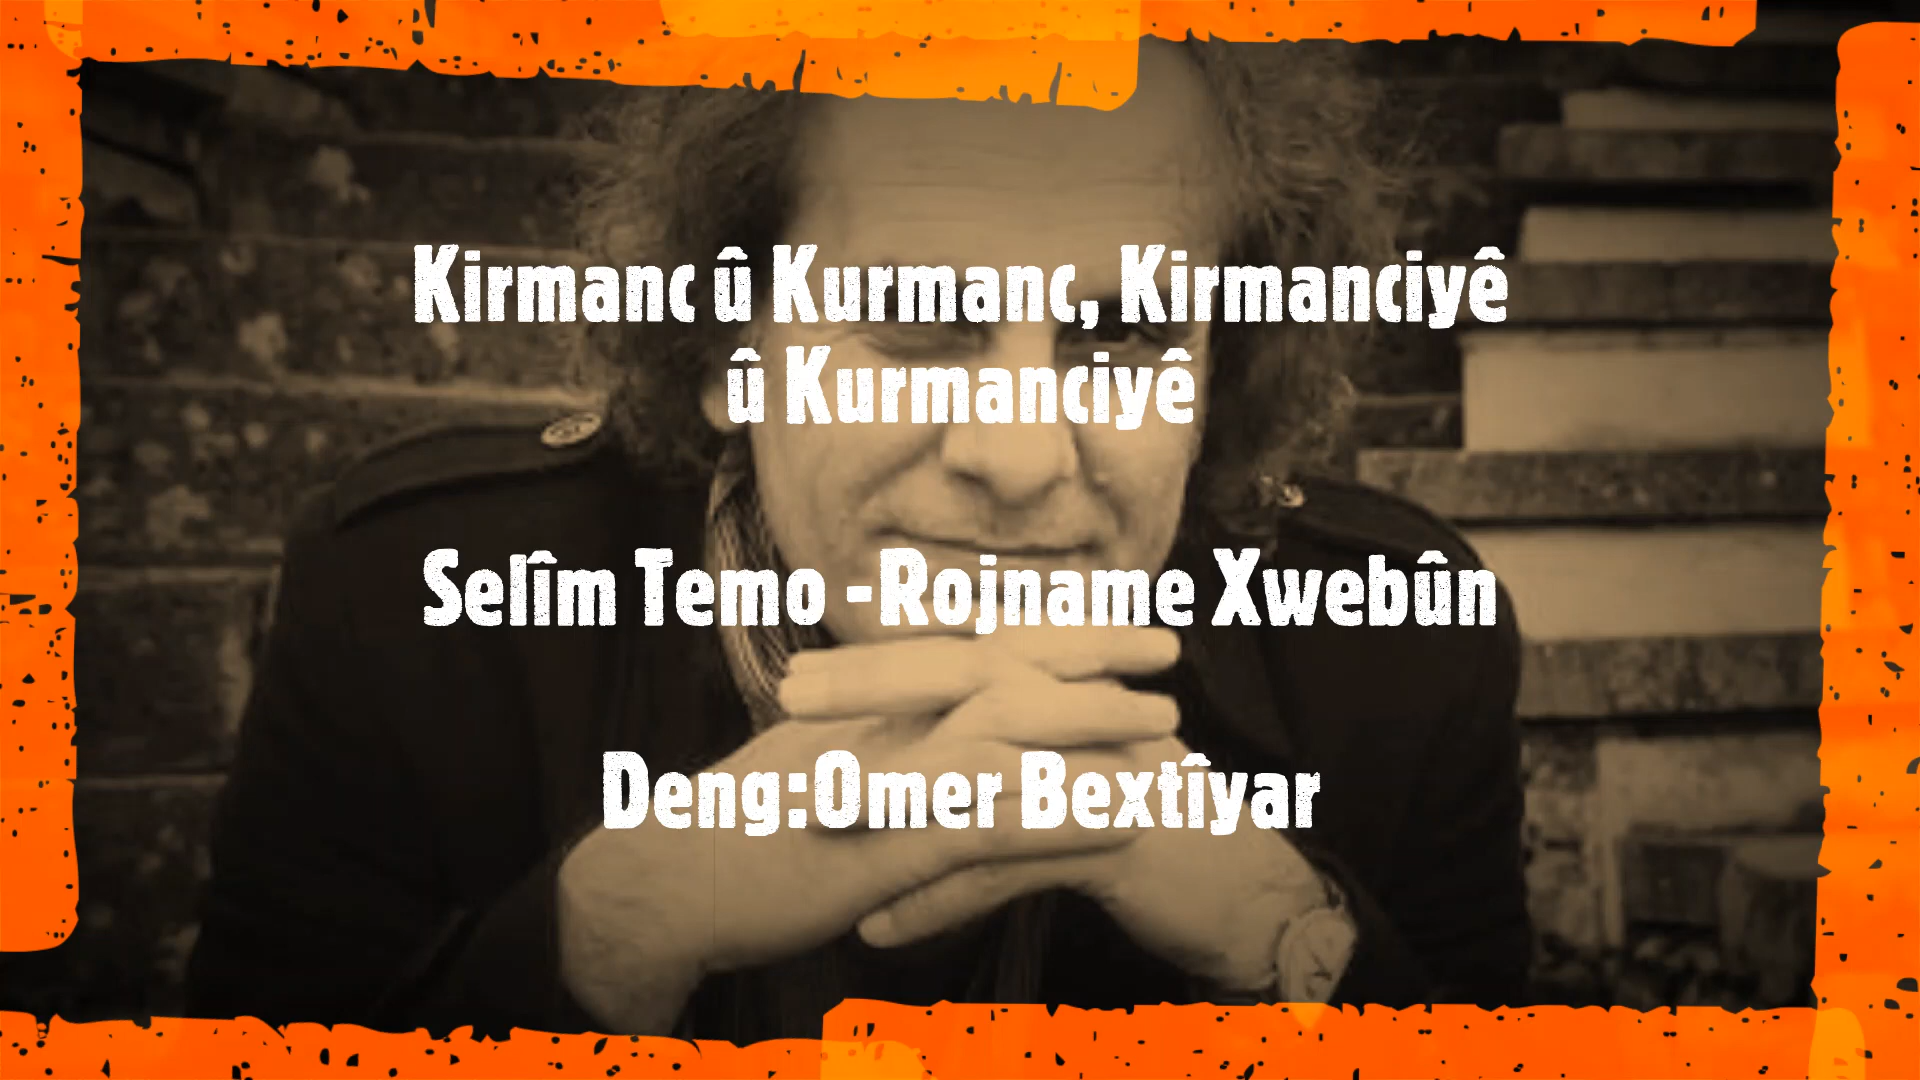 Kirmanc û Kurmanc, Kirmanciyê
û Kurmanciyê
Selîm Temo -Rojname Xwebûn
Deng:Omer Bextîyar